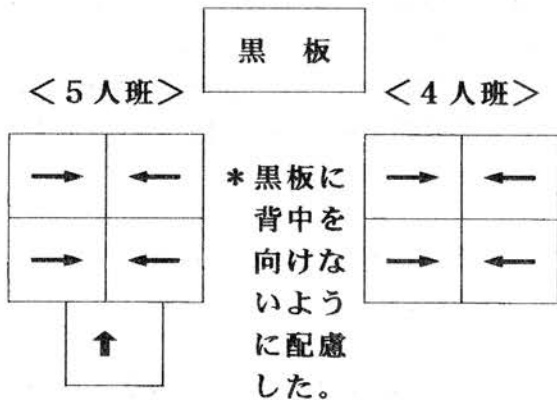 黒 板
＜5人班＞
＜4人班＞
＊黒板に
背中を
向けな
いよう
に配慮
した。